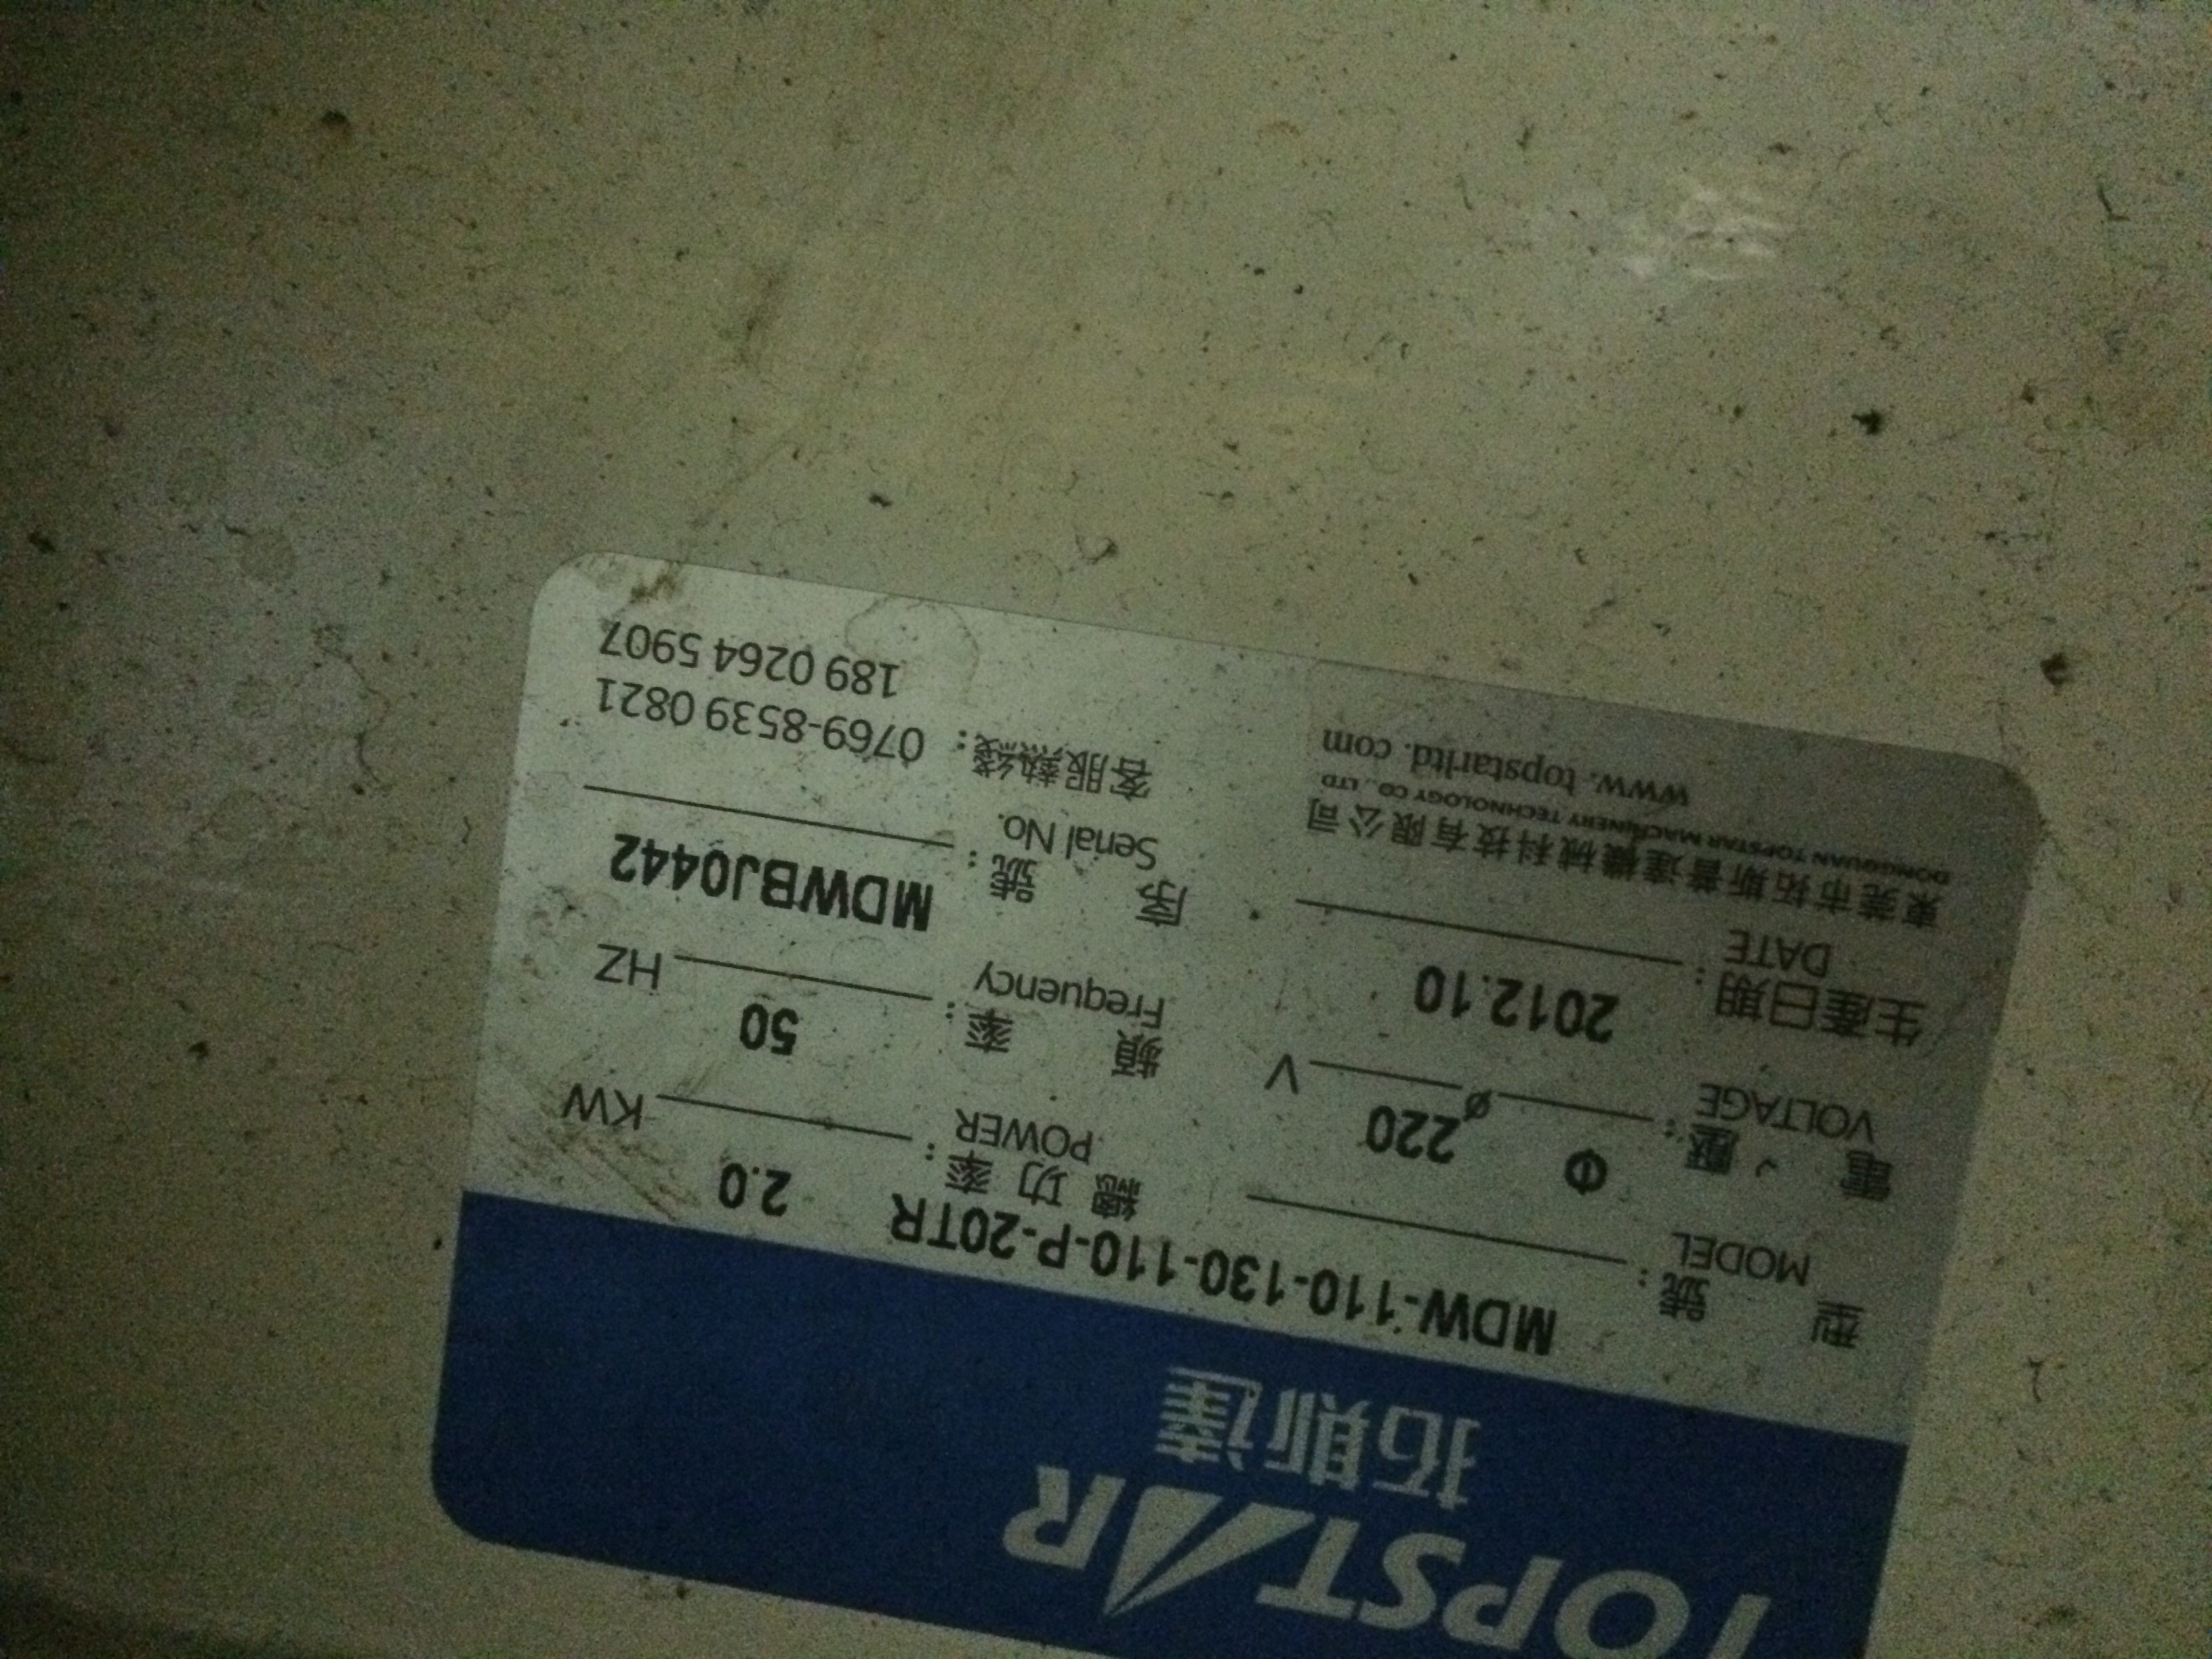 TOPSTAR
拓斯達
型號: MDW-110-130-110-P-20TR
MODEL
總功率: 2.0 KW
POWER
電壓: Φ ø 220 V
VOLTAGE
頻率: 50 HZ
Frequency
生產日期: 2012.10
DATE
序號: MDWBJ0442
Serial No.
東莞市拓斯普達機械科技有限公司
DONGGUAN TOPSTAR MACHINERY TECHNOLOGY CO., LTD
www.topstarltd.com
客服熱綫: 0769-8539 0821
189 0264 5907